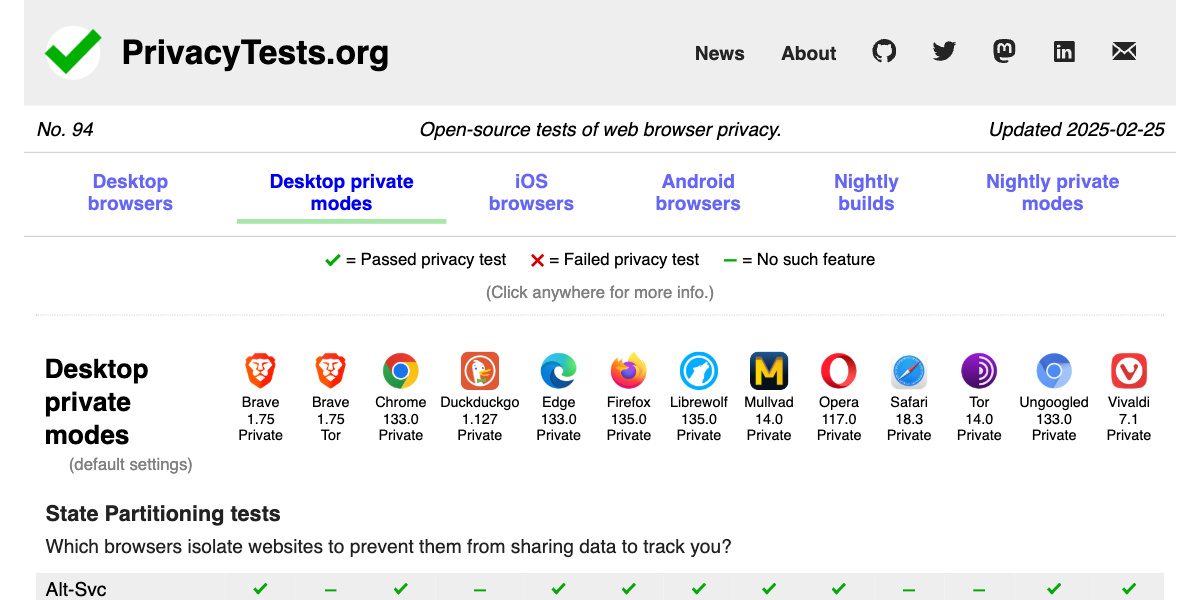 PrivacyTests.org
News About
No. 94 Open-source tests of web browser privacy. Updated 2025-02-25
Desktop browsers
Desktop private modes
iOS browsers
Android browsers
Nightly builds
Nightly private modes
= Passed privacy test = Failed privacy test = No such feature
(Click anywhere for more info.)
Desktop
private
modes
(default settings)
Brave 1.75 Private
Brave 1.75 Tor
Chrome 133.0 Private
Duckduckgo 1.127 Private
Edge 133.0 Private
Firefox 135.0 Private
Librewolf 135.0 Private
Mullvad 14.0 Private
Opera 117.0 Private
Safari 18.3 Private
Tor 14.0 Private
Ungoogled 133.0 Private
Vivaldi 7.1 Private
State Partitioning tests
Which browsers isolate websites to prevent them from sharing data to track you?
Alt-Svc